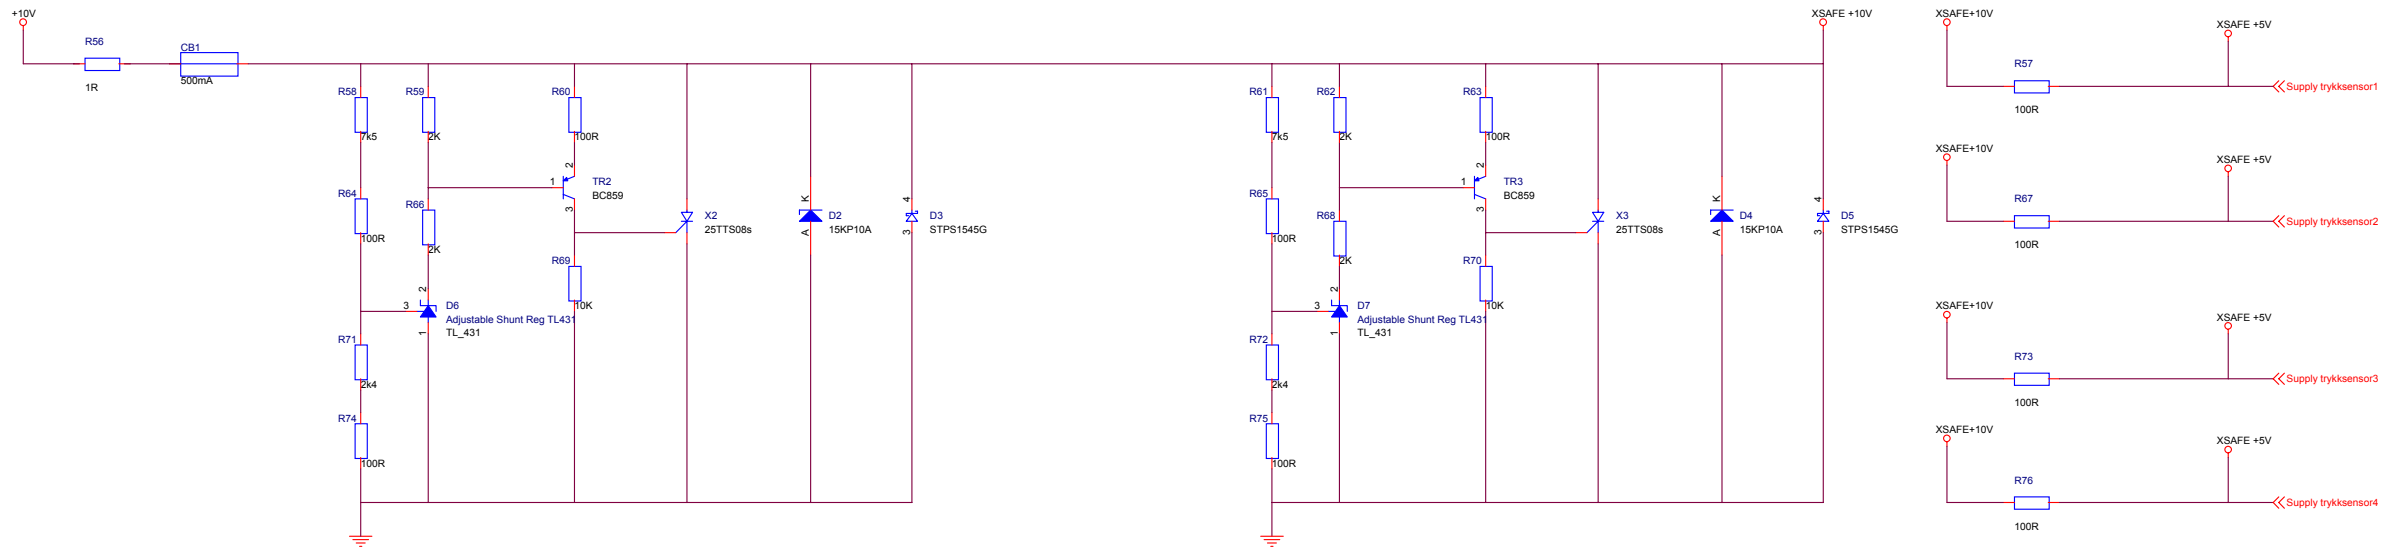 +10V
R56
1R
CB1
500mA
R58
7k5
R59
2K
R60
100R
R64
100R
R66
2K
1
2
3
TR2
BC859
X2
25TTS08s
K
A
D2
15KP10A
4
3
D3
STPS1545G
R69
10K
3
2
1
D6
Adjustable Shunt Reg TL431
TL_431
R71
2k4
R74
100R
XSAFE +10V
R61
7k5
R62
2K
R63
100R
R65
100R
R68
2K
1
2
3
TR3
BC859
X3
25TTS08s
K
A
D4
15KP10A
4
3
D5
STPS1545G
R70
10K
3
2
1
D7
Adjustable Shunt Reg TL431
TL_431
R72
2k4
R75
100R
XSAFE+10V
XSAFE +5V
R57
100R
Supply trykksensor1
XSAFE+10V
XSAFE +5V
R67
100R
Supply trykksensor2
XSAFE+10V
XSAFE +5V
R73
100R
Supply trykksensor3
XSAFE+10V
XSAFE +5V
R76
100R
Supply trykksensor4